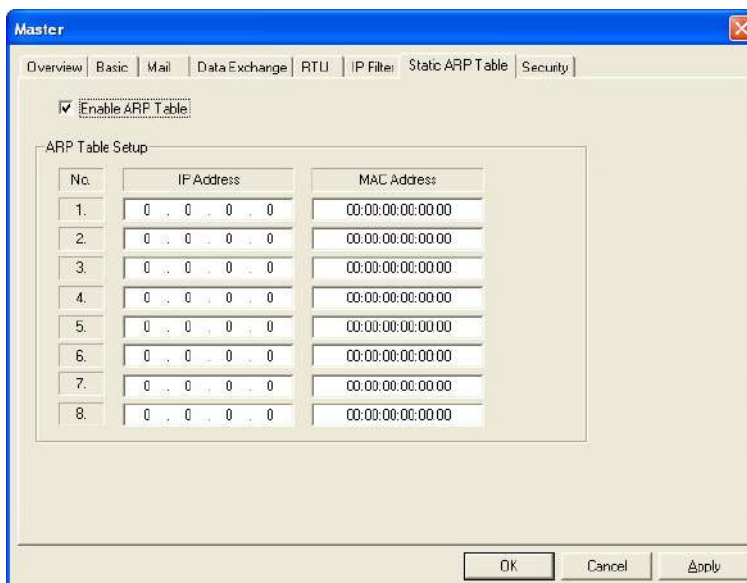 Master
Overview Basic Mail Data Exchange RTU IP Filter Static ARP Table Security
Enable ARP Table
ARP Table Setup
No. IP Address MAC Address
1. 0 . 0 . 0 . 0 00:00:00:00:00:00
2. 0 . 0 . 0 . 0 00:00:00:00:00:00
3. 0 . 0 . 0 . 0 00:00:00:00:00:00
4. 0 . 0 . 0 . 0 00:00:00:00:00:00
5. 0 . 0 . 0 . 0 00:00:00:00:00:00
6. 0 . 0 . 0 . 0 00:00:00:00:00:00
7. 0 . 0 . 0 . 0 00:00:00:00:00:00
8. 0 . 0 . 0 . 0 00:00:00:00:00:00
OK Cancel Apply